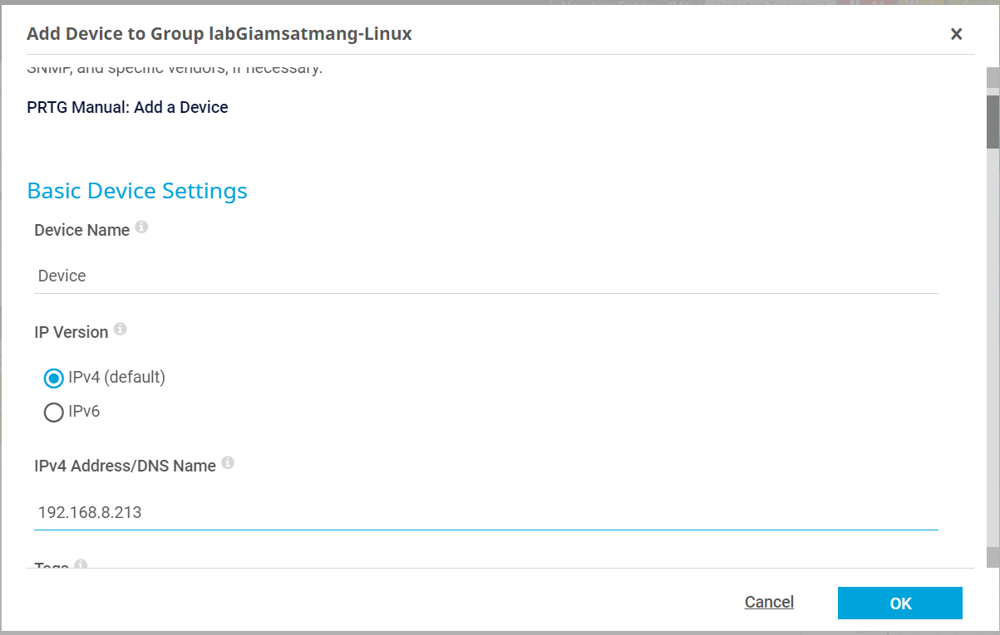 Add Device to Group labGiamsatmang-Linux
SNMP, and specific vendors, if necessary.
PRTG Manual: Add a Device
Basic Device Settings
Device Name
Device
IP Version
IPv4 (default)
IPv6
IPv4 Address/DNS Name
192.168.8.213
Tags
Cancel
OK